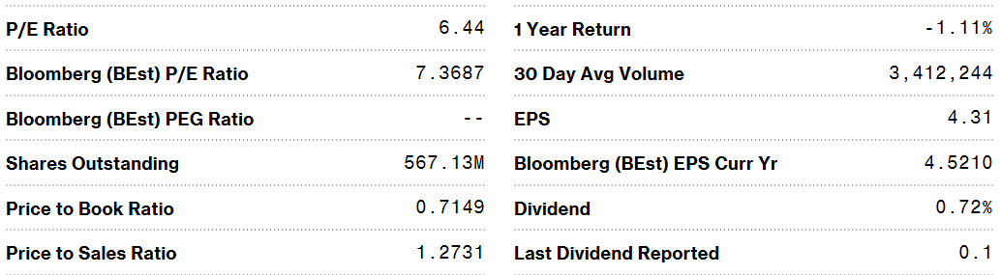 P/E Ratio 6.44
Bloomberg (BEst) P/E Ratio 7.3687
Bloomberg (BEst) PEG Ratio --
Shares Outstanding 567.13M
Price to Book Ratio 0.7149
Price to Sales Ratio 1.2731
1 Year Return -1.11%
30 Day Avg Volume 3,412,244
EPS 4.31
Bloomberg (BEst) EPS Curr Yr 4.5210
Dividend 0.72%
Last Dividend Reported 0.1